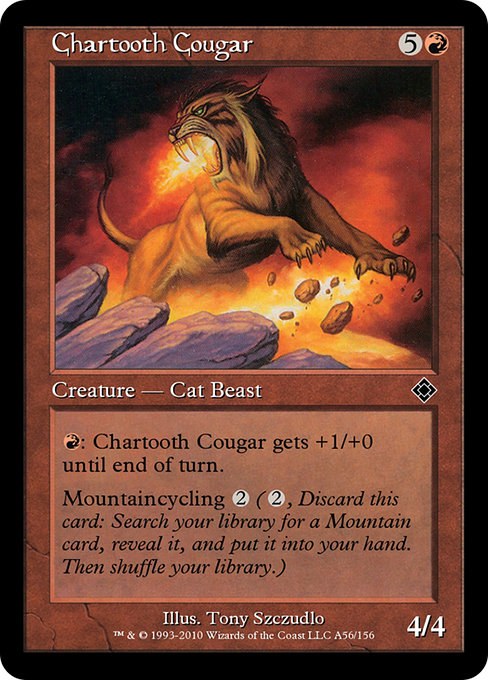 Chartooth Cougar 5
Creature — Cat Beast
: Chartooth Cougar gets +1/+0
until end of turn.
Mountaincycling 2 ( 2, Discard this
card: Search your library for a Mountain
card, reveal it, and put it into your hand.
Then shuffle your library.)
Illus. Tony Szczudlo
™ & © 1993-2010 Wizards of the Coast LLC A56/156
4/4